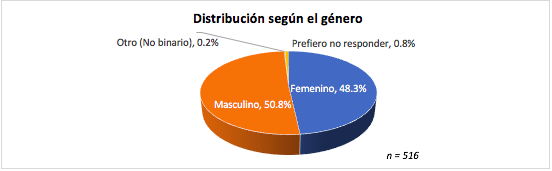 Distribución según el género
Otro (No binario), 0.2%
Prefiero no responder, 0.8%
Masculino, 50.8%
Femenino, 48.3%
n = 516